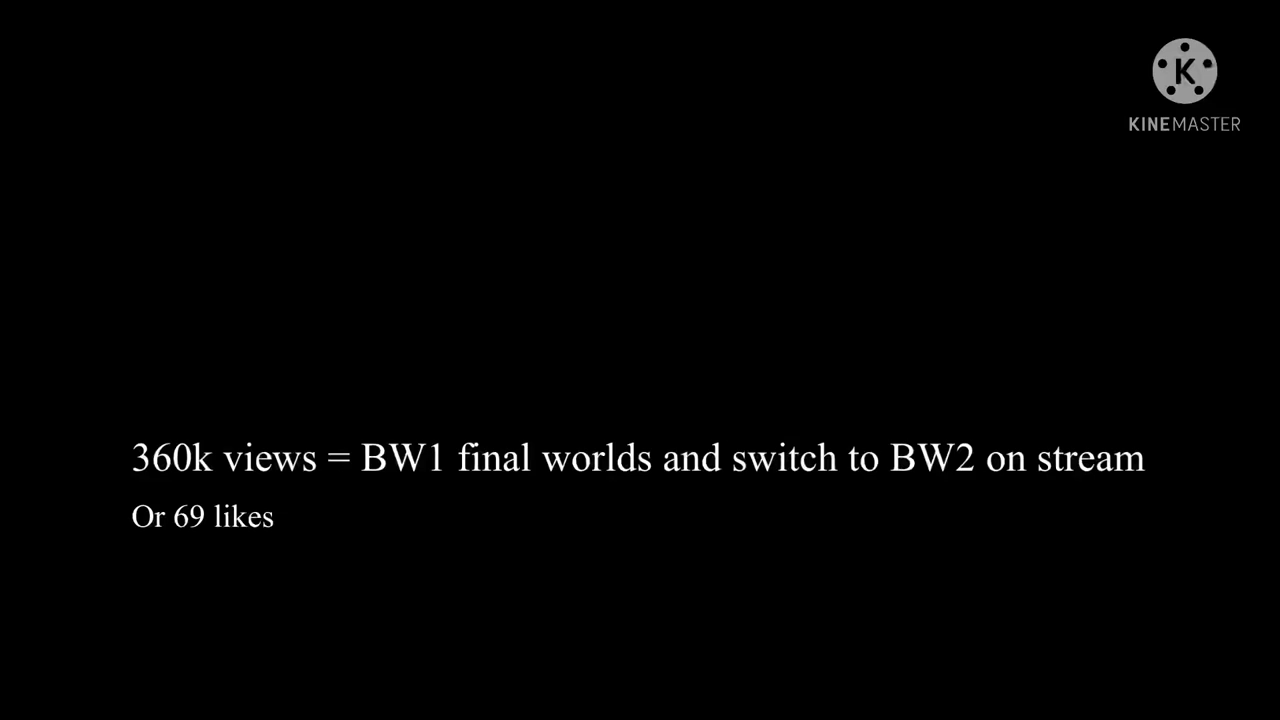 K
KINEMASTER
360k views = BW1 final worlds and switch to BW2 on stream
Or 69 likes